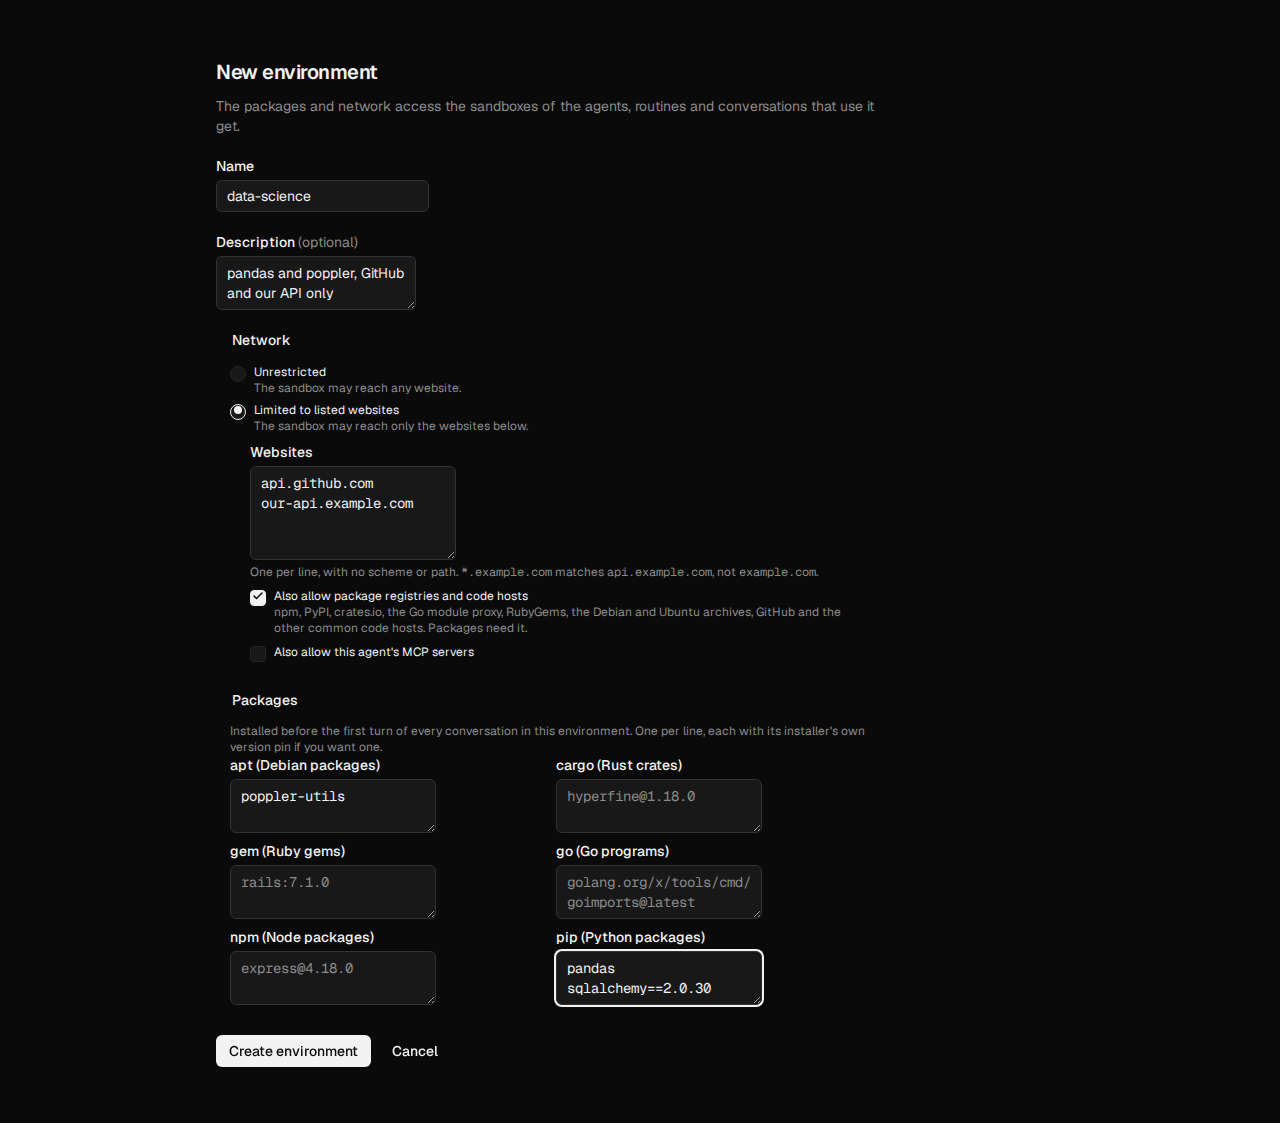 New environment
The packages and network access the sandboxes of the agents, routines and conversations that use it
get.
Name
data-science
Description (optional)
pandas and poppler, GitHub
and our API only
Network
Unrestricted
The sandbox may reach any website.
Limited to listed websites
The sandbox may reach only the websites below.
Websites
api.github.com
our-api.example.com
One per line, with no scheme or path. *.example.com matches api.example.com, not example.com.
Also allow package registries and code hosts
npm, PyPI, crates.io, the Go module proxy, RubyGems, the Debian and Ubuntu archives, GitHub and the
other common code hosts. Packages need it.
Also allow this agent's MCP servers
Packages
Installed before the first turn of every conversation in this environment. One per line, each with its installer's own
version pin if you want one.
apt (Debian packages)
poppler-utils
cargo (Rust crates)
hyperfine@1.18.0
gem (Ruby gems)
rails:7.1.0
go (Go programs)
golang.org/x/tools/cmd/
goimports@latest
npm (Node packages)
express@4.18.0
pip (Python packages)
pandas
sqlalchemy==2.0.30
Create environment
Cancel